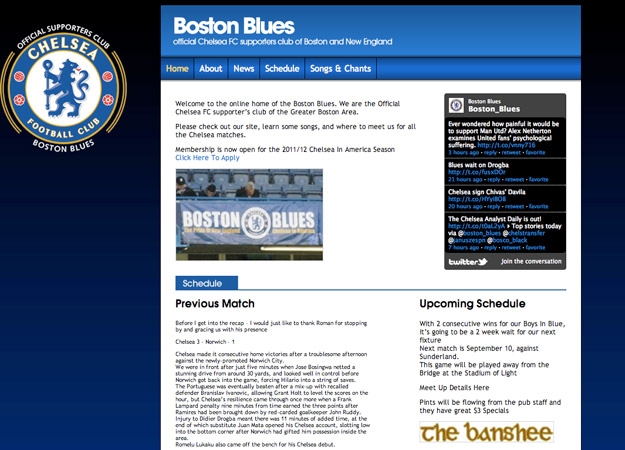 OFFICIAL SUPPORTERS CLUB
CHELSEA
FOOTBALL CLUB
BOSTON BLUES
Boston Blues
official Chelsea FC supporters club of Boston and New England
Home
About
News
Schedule
Songs & Chants
Welcome to the online home of the Boston Blues. We are the Official
Chelsea FC supporter's club of the Greater Boston Area.
Please check out our site, learn some songs, and where to meet us for all
the Chelsea matches.
Membership is now open for the 2011/12 Chelsea In America Season
Click Here To Apply
BOSTON BLUES
The Pride of New England
Chelsea in America
Boston Blues
Boston_Blues
Ever wondered how painful it would be
to support Man Utd? Alex Netherton
examines United fans' psychological
suffering. http://t.co/vnny716
3 hours ago · reply · retweet · favorite
Blues wait on Drogba
http://t.co/fusxDOr
21 hours ago · reply · retweet · favorite
Chelsea sign Chivas' Davila
http://t.co/HYyiBOB
20 hours ago · reply · retweet · favorite
The Chelsea Analyst Daily is out!
http://t.co/t0aL2yA ▸ Top stories today
via @boston_blues @chelstransfer
@januszespn @bosco_black
7 hours ago · reply · retweet · favorite
twitter
Join the conversation
Schedule
Previous Match
Before I get into the recap – I would just like to thank Roman for stopping
by and gracing us with his presence
Chelsea 3 – Norwich – 1
Chelsea made it consecutive home victories after a troublesome afternoon
against the newly-promoted Norwich City.
We were in front after just five minutes when Jose Bosingwa netted a
stunning drive from around 30 yards, and looked well in control before
Norwich got back into the game, forcing Hilario into a string of saves.
The Portuguese was eventually beaten after a mix-up with recalled
defender Branislav Ivanovic, allowing Grant Holt to level the scores on the
hour, but Chelsea's resilience came through once more when a Frank
Lampard penalty nine minutes from time earned the three points after
Ramires had been brought down by red-carded goalkeeper John Ruddy.
Injury to Didier Drogba meant there was 11 minutes of added time, at the
end of which substitute Juan Mata opened his Chelsea account, slotting low
into the bottom corner after Norwich had gifted him possession inside the
area.
Romelu Lukaku also came off the bench for his Chelsea debut.
Upcoming Schedule
With 2 consecutive wins for our Boys In Blue,
it's going to be a 2 week wait for our next
fixture
Next match is September 10, against
Sunderland.
This game will be played away from the
Bridge at the Stadium of Light
Meet Up Details Here
Pints will be flowing from the pub staff and
they have great $3 Specials
the banshee